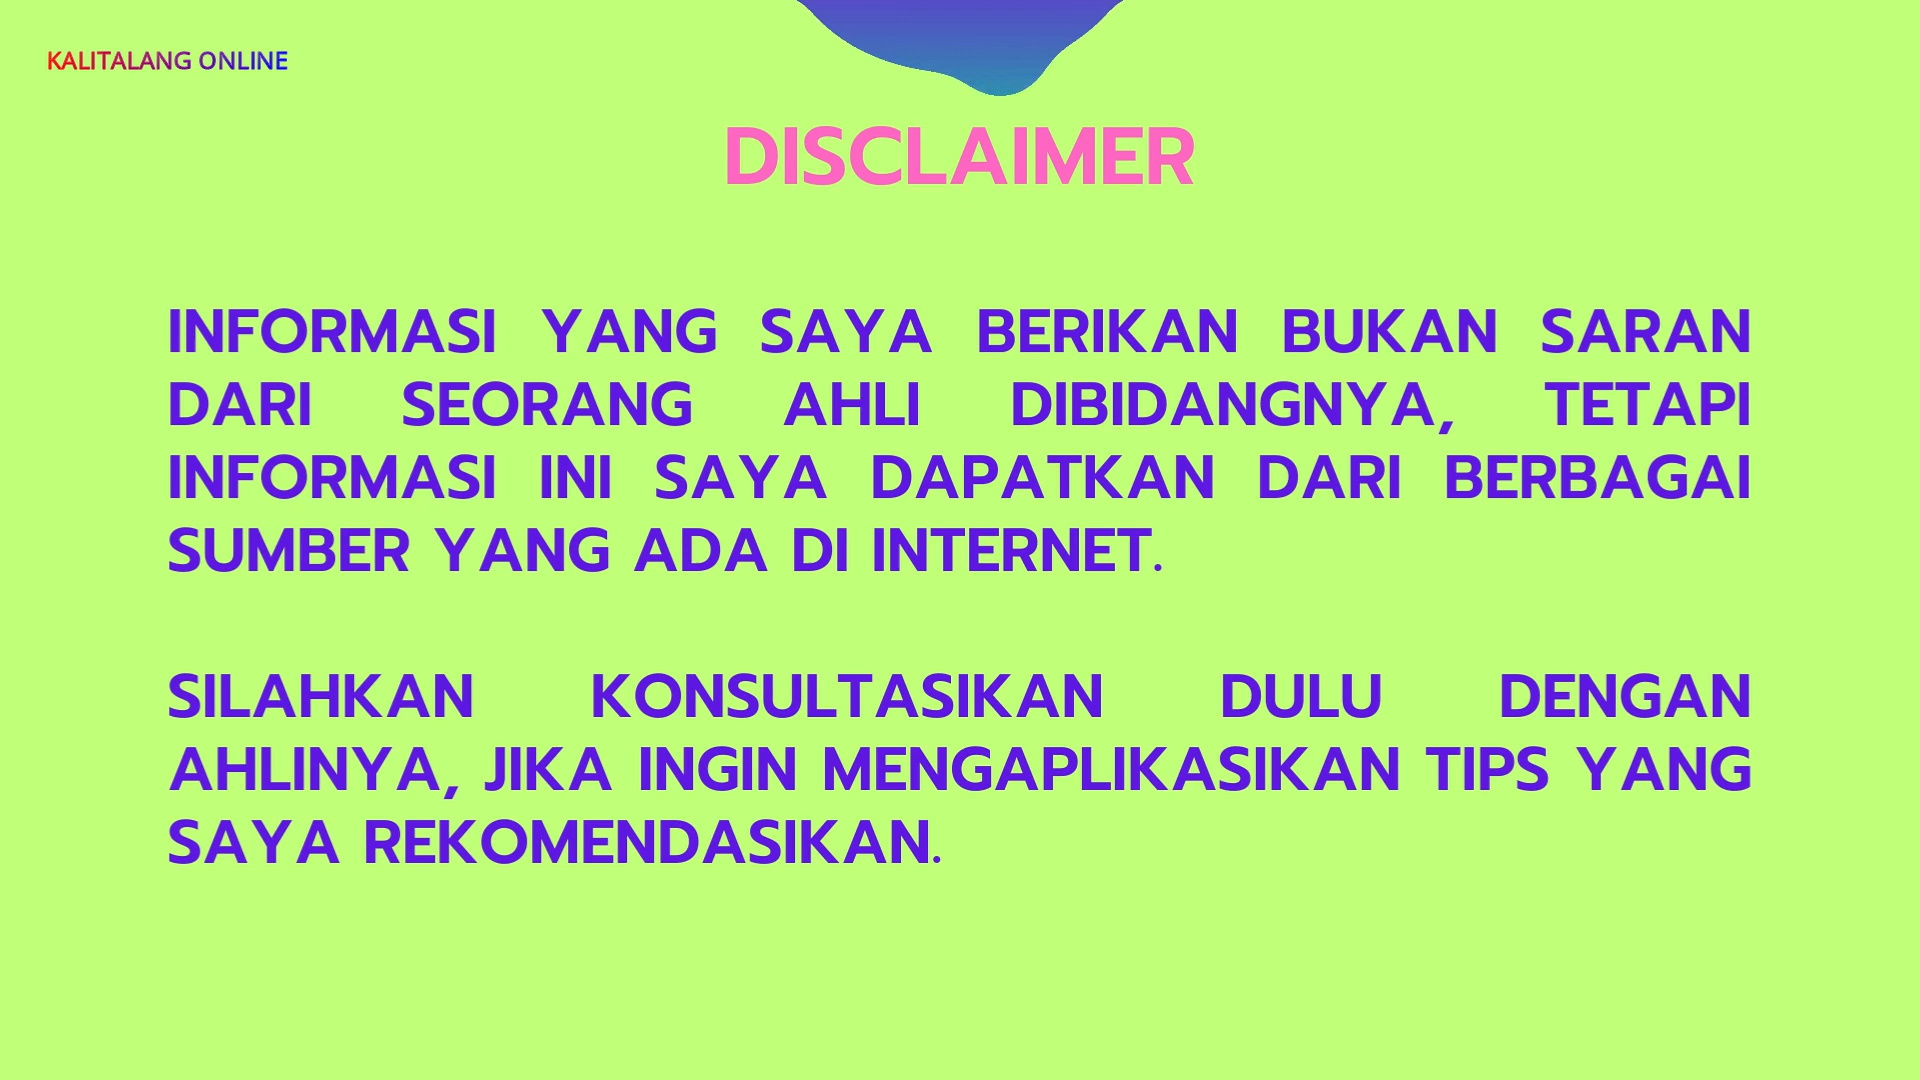 KALITALANG ONLINE
DISCLAIMER
INFORMASI YANG SAYA BERIKAN BUKAN SARAN
DARI SEORANG AHLI DIBIDANGNYA, TETAPI
INFORMASI INI SAYA DAPATKAN DARI BERBAGAI
SUMBER YANG ADA DI INTERNET.
SILAHKAN KONSULTASIKAN DULU DENGAN
AHLINYA, JIKA INGIN MENGAPLIKASIKAN TIPS YANG
SAYA REKOMENDASIKAN.